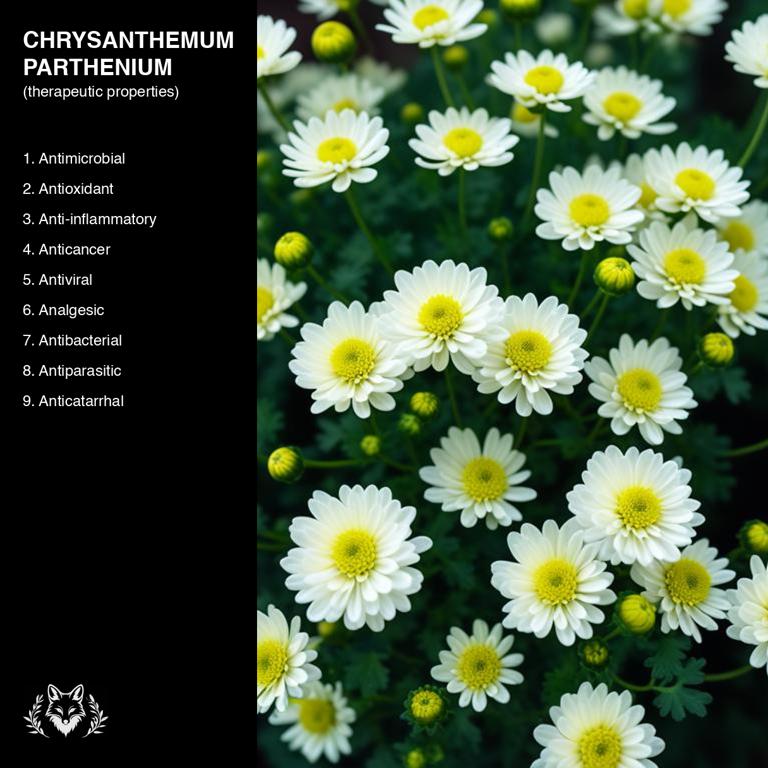 CHRYSANTHEMUM
PARTHENIUM
(therapeutic properties)
1. Antimicrobial
2. Antioxidant
3. Anti-inflammatory
4. Anticancer
5. Antiviral
6. Analgesic
7. Antibacterial
8. Antiparasitic
9. Anticatarrhal